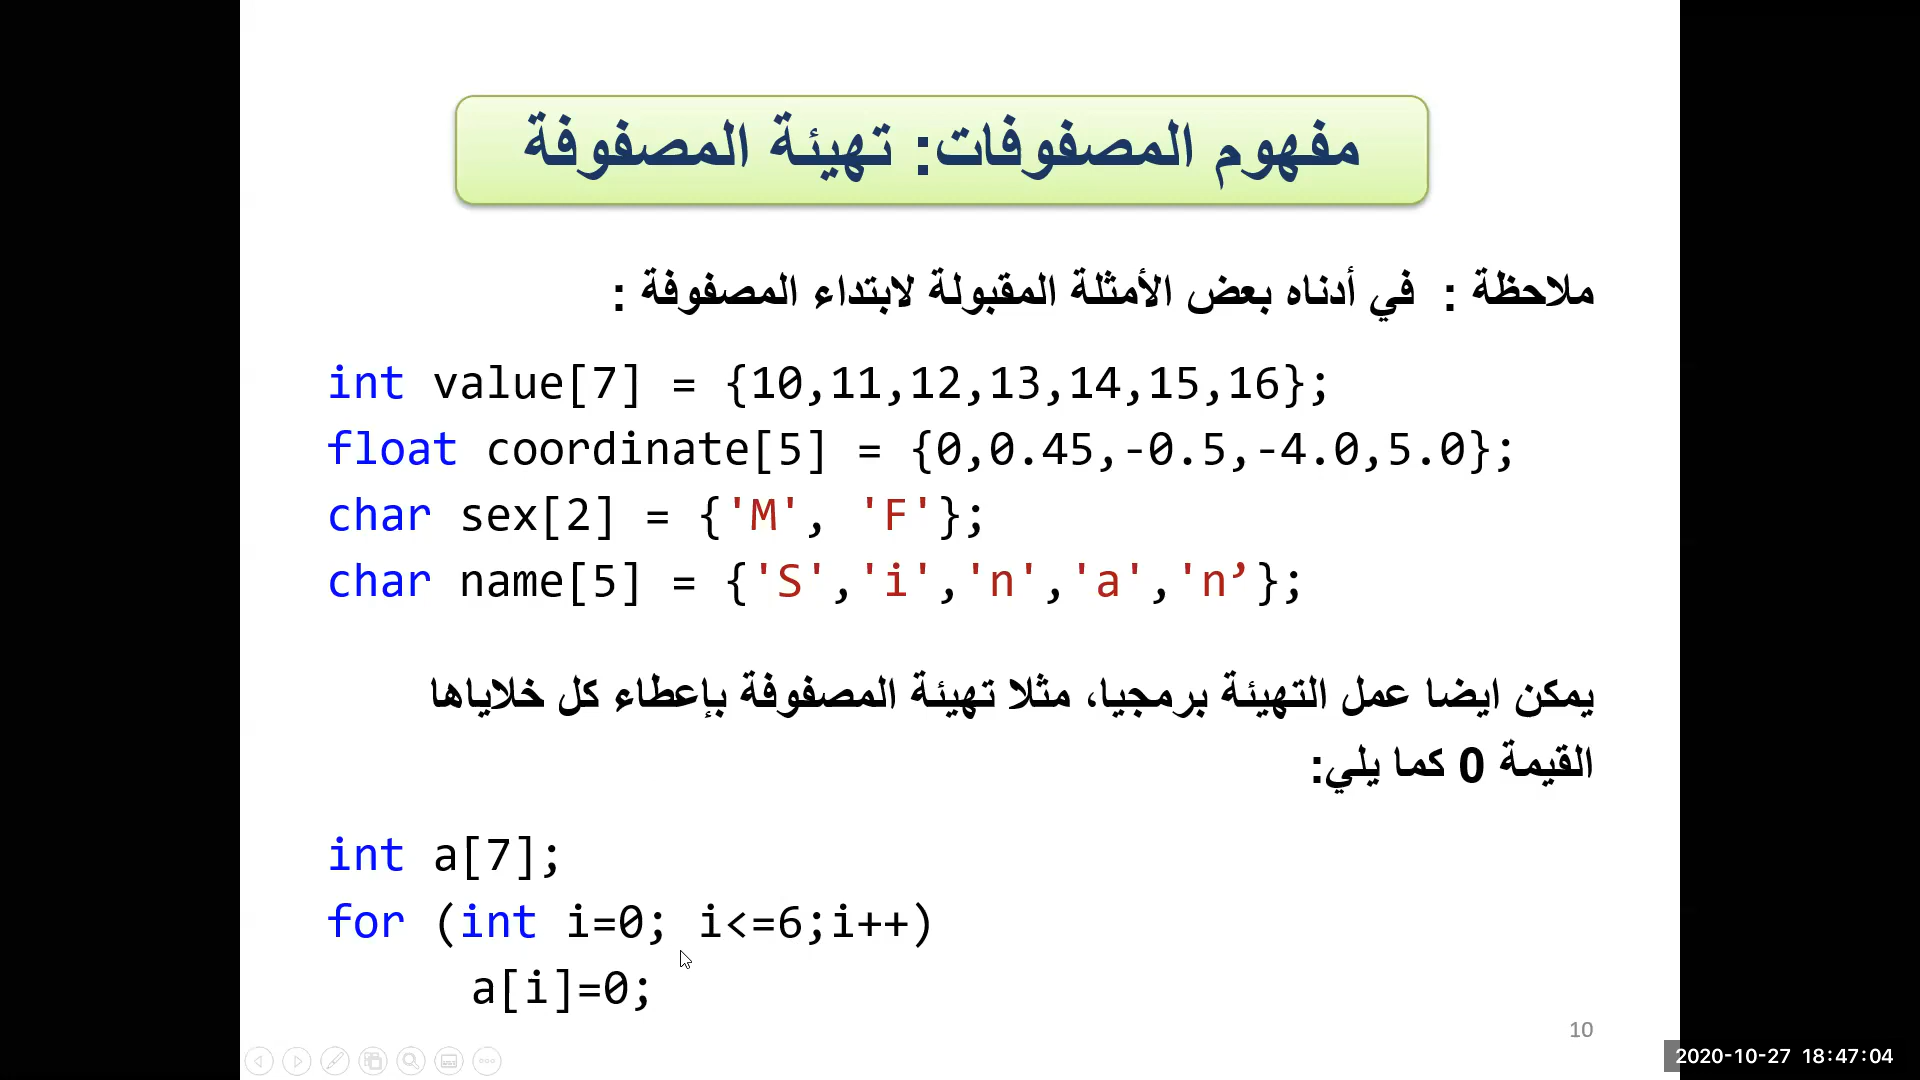 مفهوم المصفوفات: تهيئة المصفوفة
ملاحظة : في أدناه بعض الأمثلة المقبولة لابتداء المصفوفة :
int value[7] = {10,11,12,13,14,15,16};
float coordinate[5] = {0,0.45,-0.5,-4.0,5.0};
char sex[2] = {'M', 'F'};
char name[5] = {'S','i','n','a','n’};
يمكن ايضا عمل التهيئة برمجيا، مثلا تهيئة المصفوفة بإعطاء كل خلاياها
القيمة 0 كما يلي:
int a[7];
for (int i=0; i<=6;i++)
a[i]=0;
10
2020-10-27 18:47:04